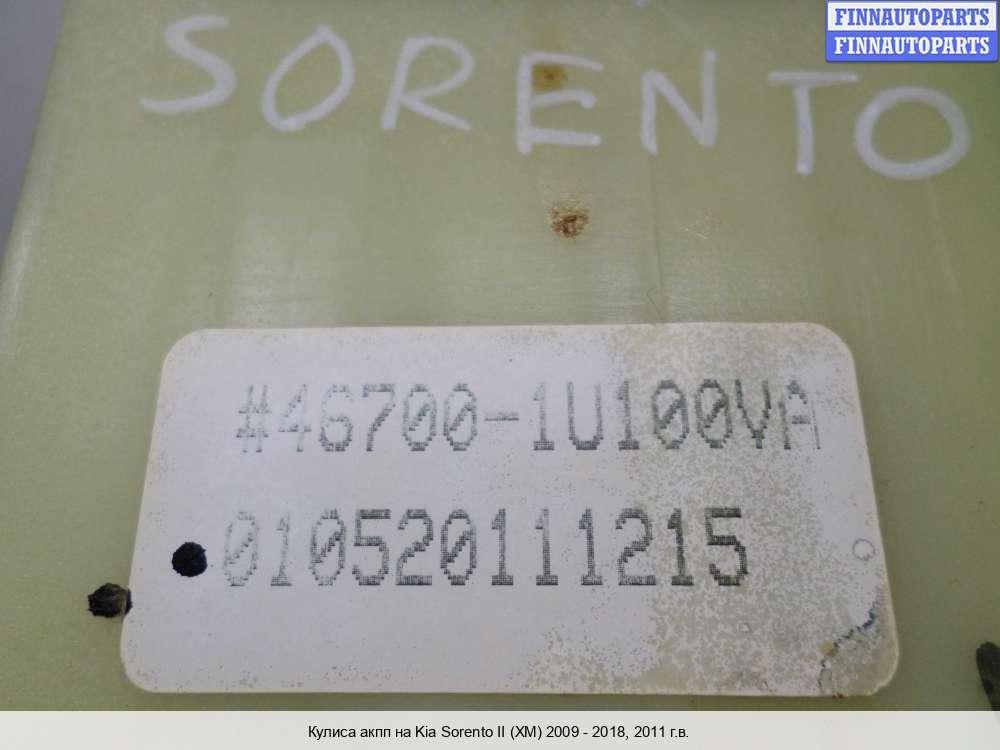 FINNAUTOPARTS
FINNAUTOPARTS
SORENTO
#46700-1U100VA
010520111215
Кулиса акпп на Kia Sorento II (XM) 2009 - 2018, 2011 г.в.